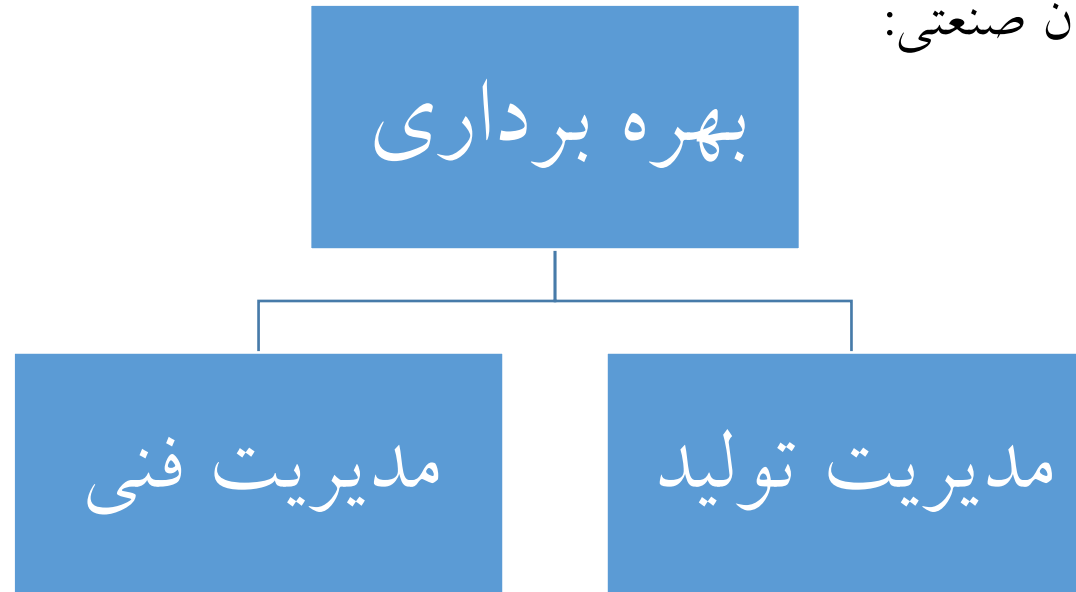 ن صنعتی:
بهره برداری
مدیریت تولید
مدیریت فنی